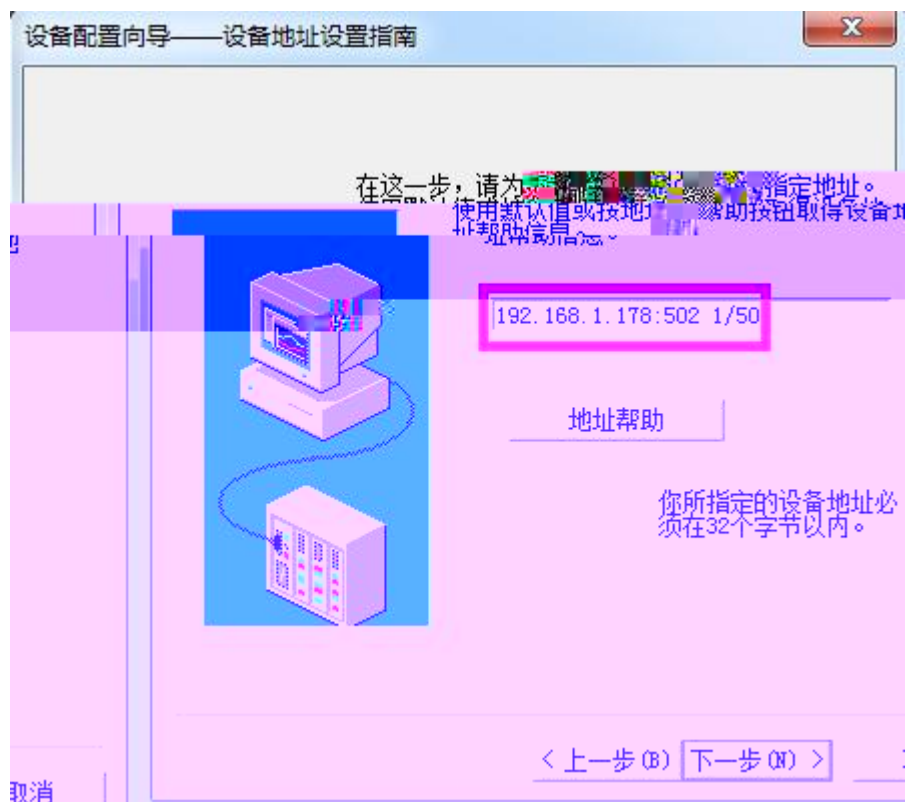 设备配置向导——设备地址设置指南
在这一步，请为 指定地址。
使用默认值或按地址 帮助按钮取得设备地
址帮助信息。
192.168.1.178:502 1/50
地址帮助
你所指定的设备地址必
须在32个字节以内。
< 上一步(B) 下一步(N) >
取消